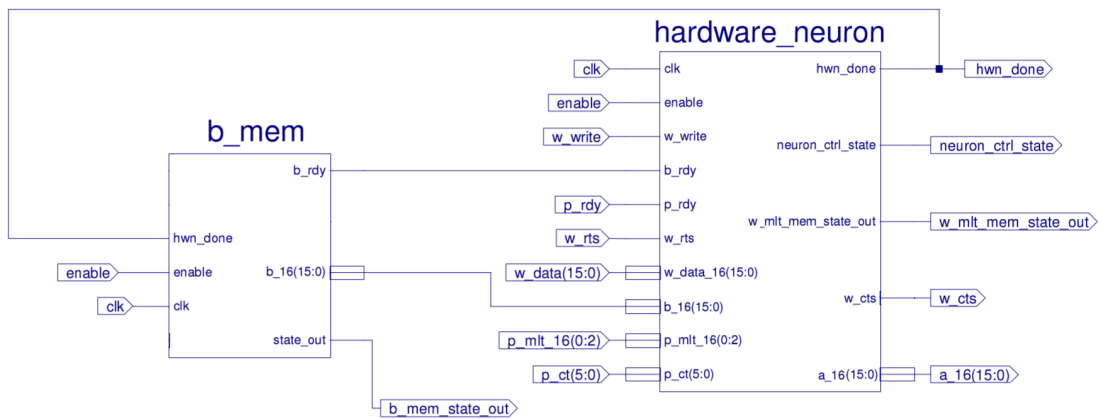 hardware_neuron
clk
clk
hwn_done
hwn_done
enable
enable
b_mem
w_write
w_write
neuron_ctrl_state
neuron_ctrl_state
b_rdy
b_rdy
p_rdy
p_rdy
w_mlt_mem_state_out
w_mlt_mem_state_out
hwn_done
w_rts
w_rts
enable
enable
b_16(15:0)
w_data(15:0)
w_data_16(15:0)
clk
clk
b_16(15:0)
w_cts
w_cts
state_out
p_mlt_16(0:2)
p_mlt_16(0:2)
p_ct(5:0)
p_ct(5:0)
a_16(15:0)
a_16(15:0)
b_mem_state_out